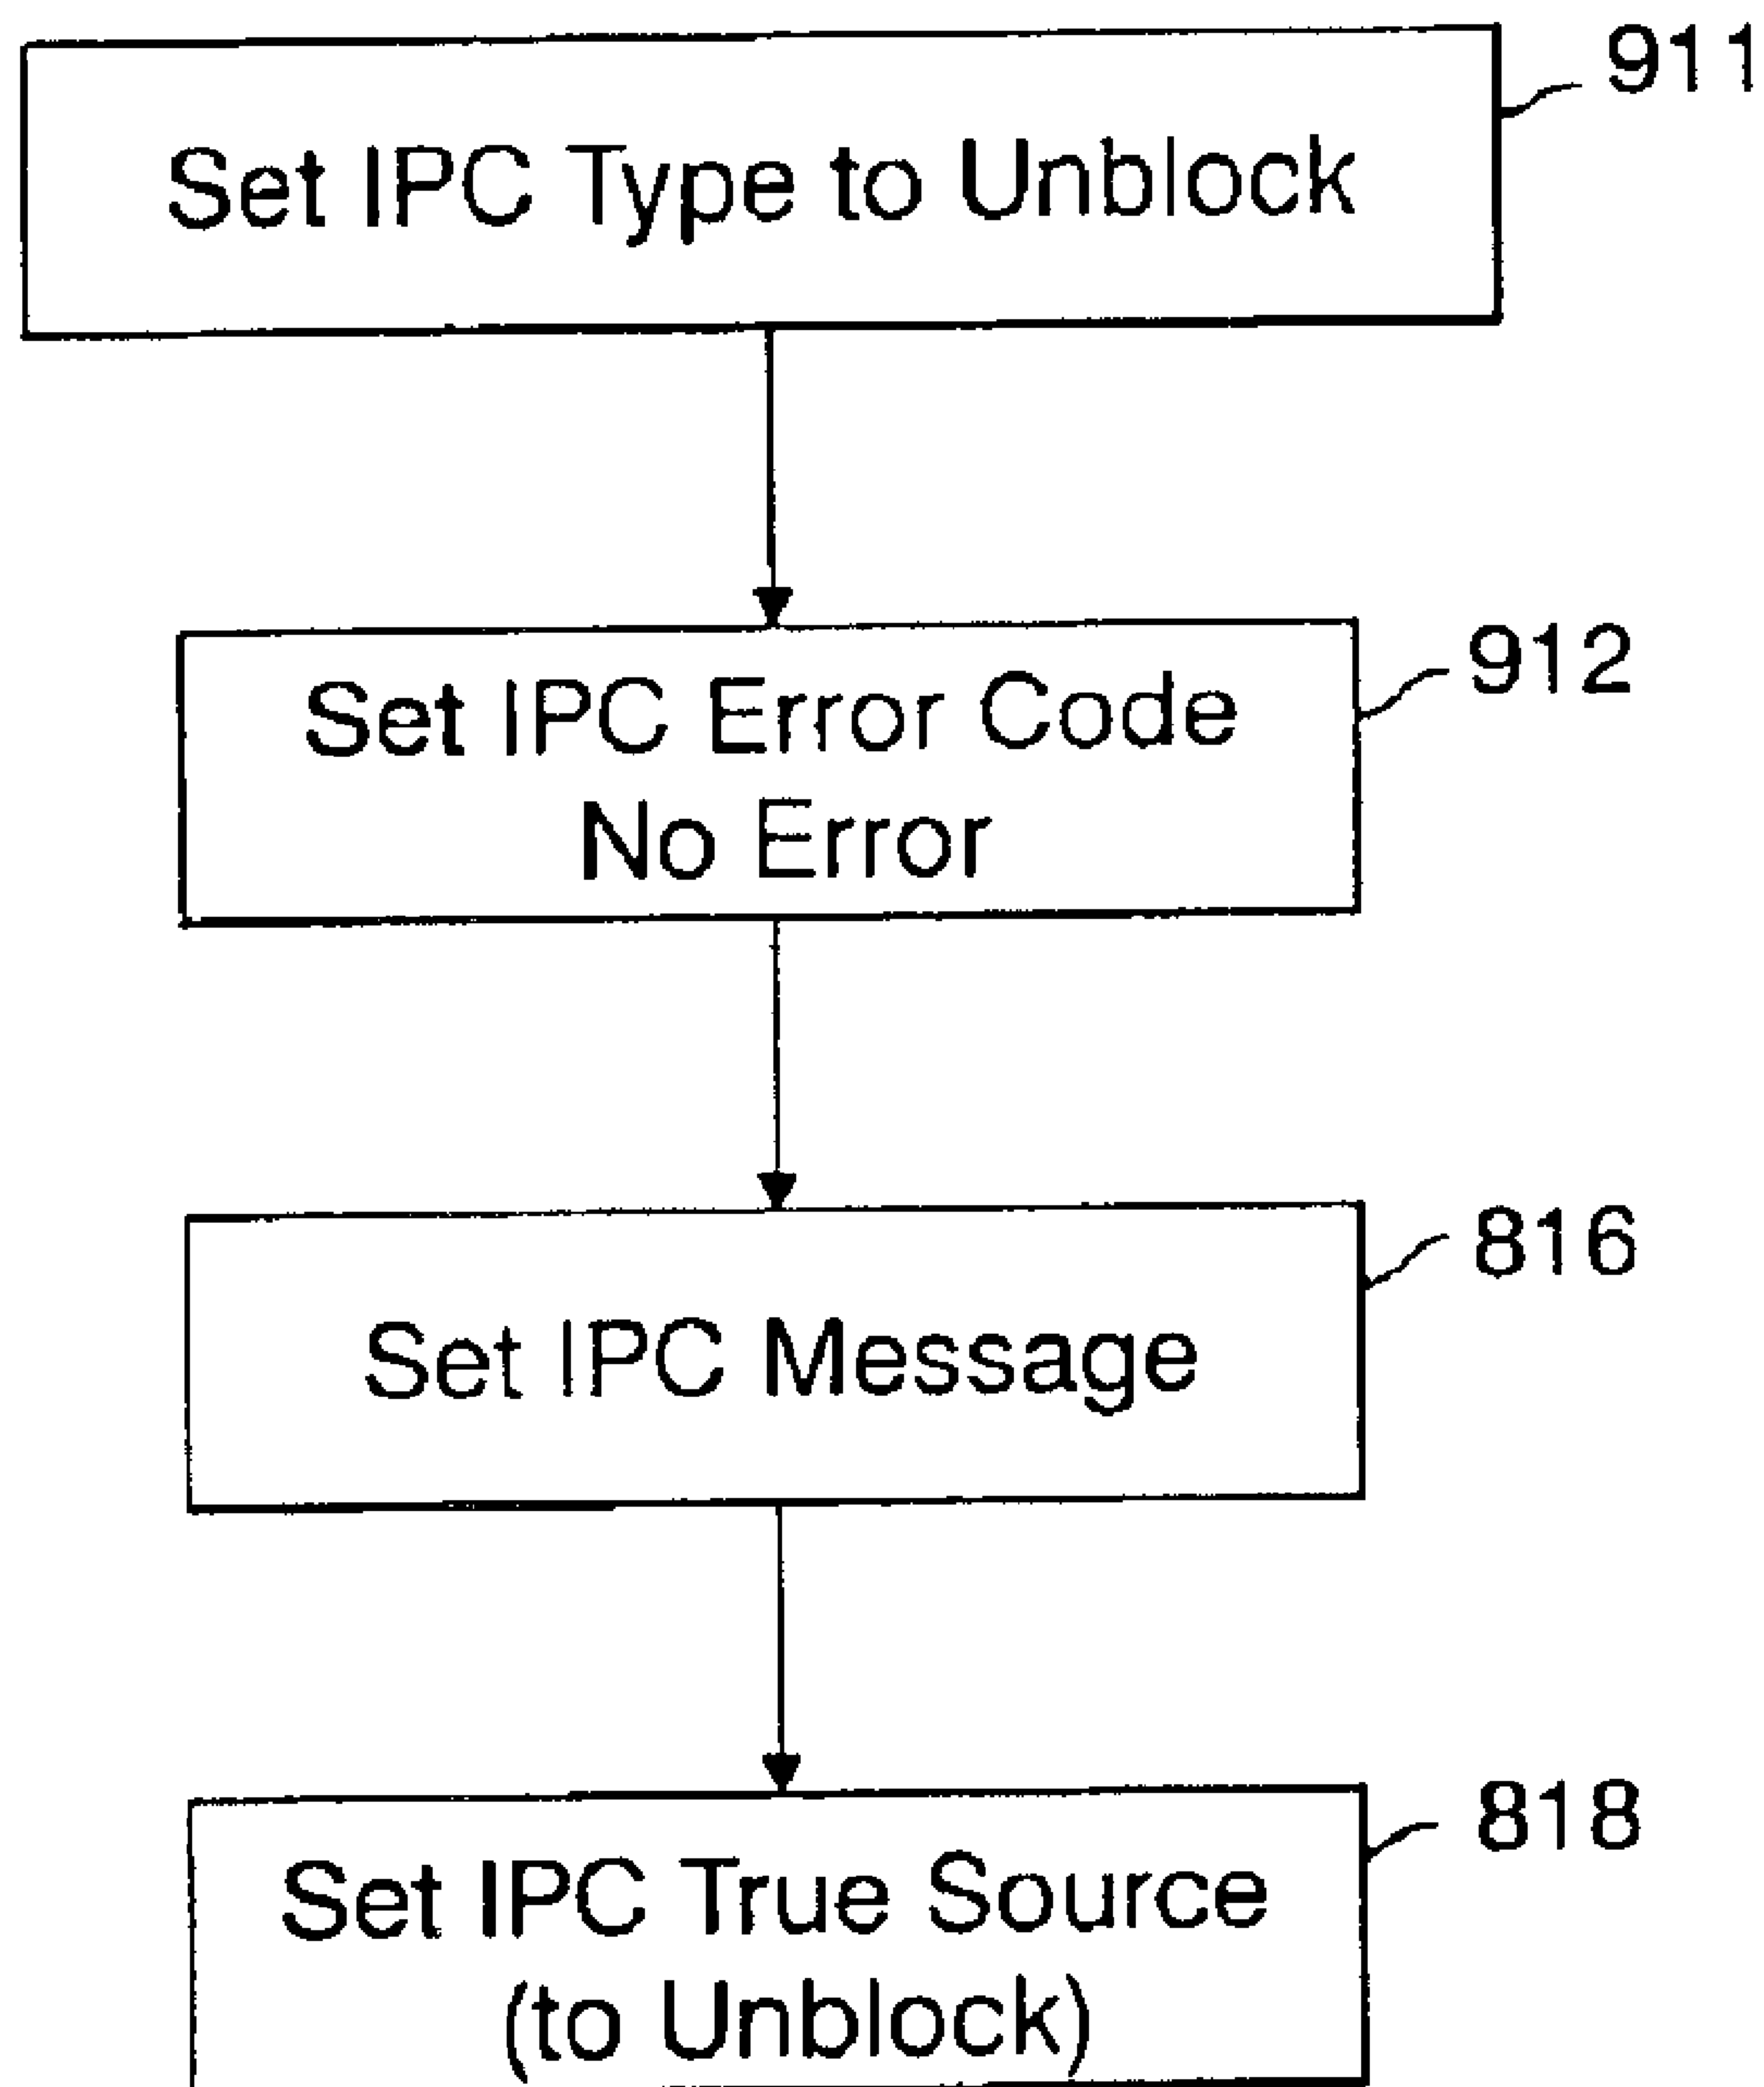 911
Set IPC Type to Unblock
912
Set IPC Error Code
No Error
816
Set IPC Message
818
Set IPC True Source
(to Unblock)